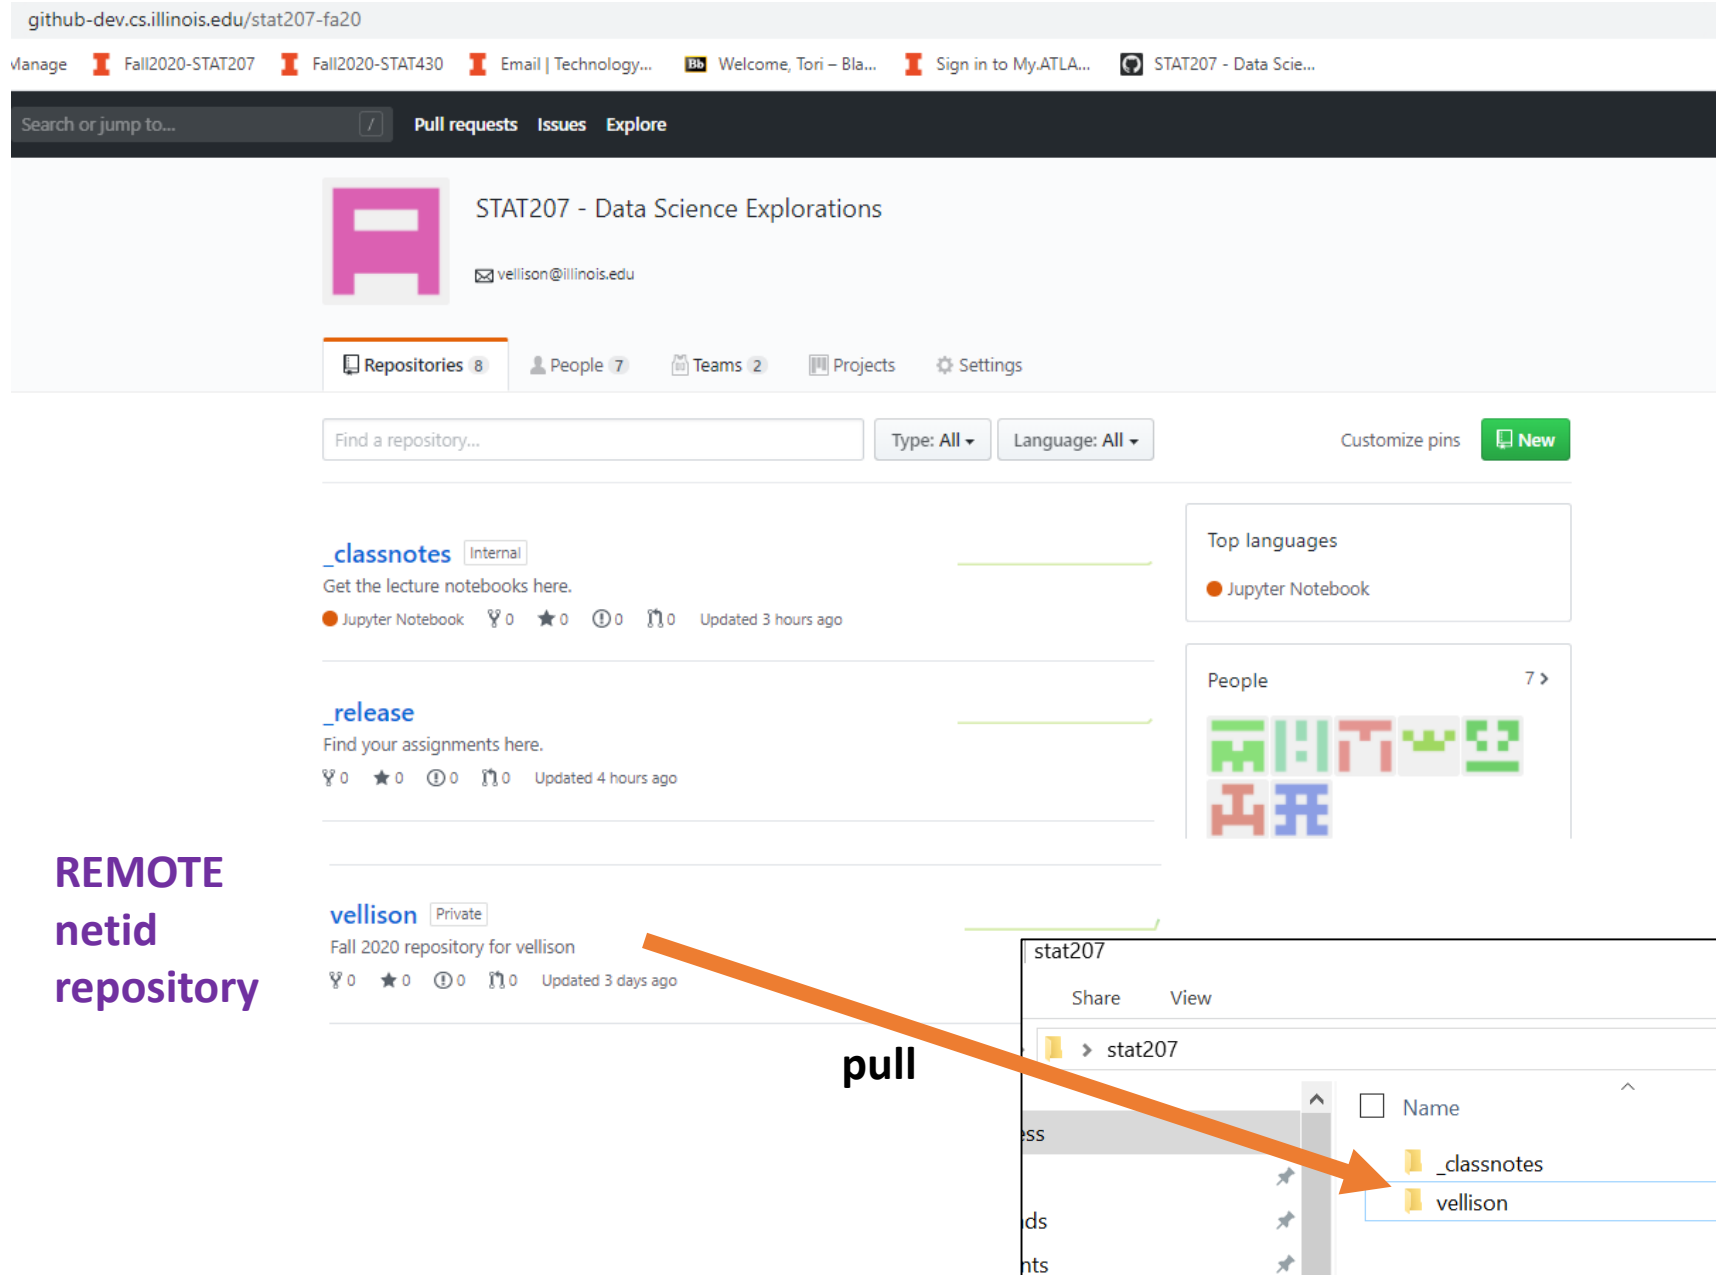 github-dev.cs.illinois.edu/stat207-fa20
Manage Fall2020-STAT207 Fall2020-STAT430 Email | Technology... Bb Welcome, Tori – Bla... Sign in to My.ATLA... STAT207 - Data Scie...
Search or jump to... / Pull requests Issues Explore
STAT207 - Data Science Explorations
vellison@illinois.edu
Repositories 8 People 7 Teams 2 Projects Settings
Find a repository... Type: All Language: All Customize pins New
_classnotes Internal
Get the lecture notebooks here.
Jupyter Notebook 0 0 0 0 Updated 3 hours ago
Top languages
Jupyter Notebook
_release
Find your assignments here.
0 0 0 0 Updated 4 hours ago
People 7
REMOTE
netid
repository
vellison Private
Fall 2020 repository for vellison
0 0 0 0 Updated 3 days ago
pull
stat207
Share View
stat207
Name
ess
_classnotes
vellison
ds
nts